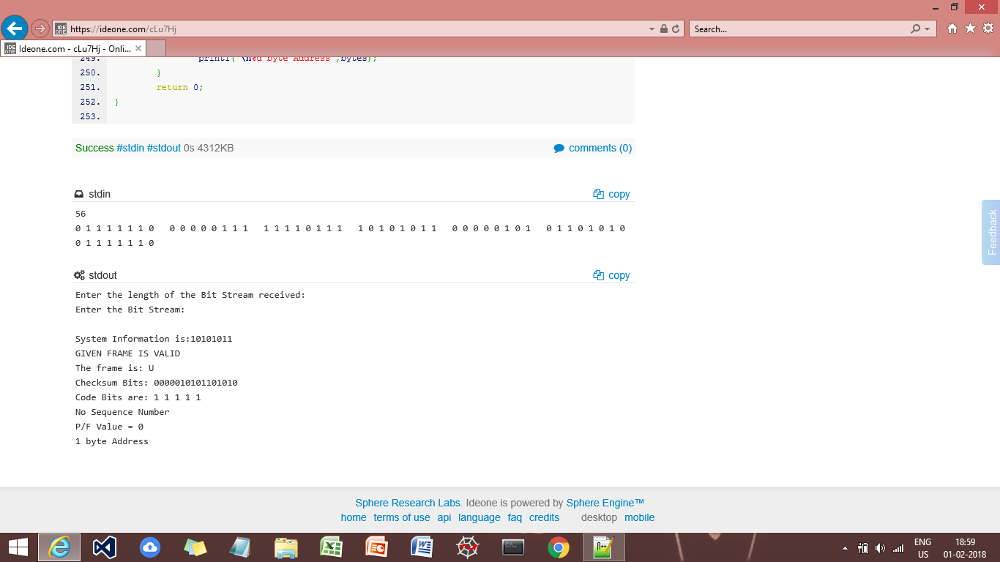 https://ideone.com/cLu7Hj
Search...
IDE ONE
Ideone.com - cLu7Hj - Onli...
249. printf("\n%d byte Address",bytes);
250. }
251. return 0;
252. }
253.
Success #stdin #stdout 0s 4312KB
comments (0)
stdin
copy
56
0 1 1 1 1 1 1 0   0 0 0 0 0 1 1 1   1 1 1 1 0 1 1 1   1 0 1 0 1 0 1 1   0 0 0 0 0 1 0 1   0 1 1 0 1 0 1 0
0 1 1 1 1 1 1 0
stdout
copy
Enter the length of the Bit Stream received:
Enter the Bit Stream:
System Information is:10101011
GIVEN FRAME IS VALID
The frame is: U
Checksum Bits: 0000010101101010
Code Bits are: 1 1 1 1 1
No Sequence Number
P/F Value = 0
1 byte Address
Feedback
Sphere Research Labs. Ideone is powered by Sphere Engine™
home terms of use api language faq credits desktop mobile
ENG
US
18:59
01-02-2018